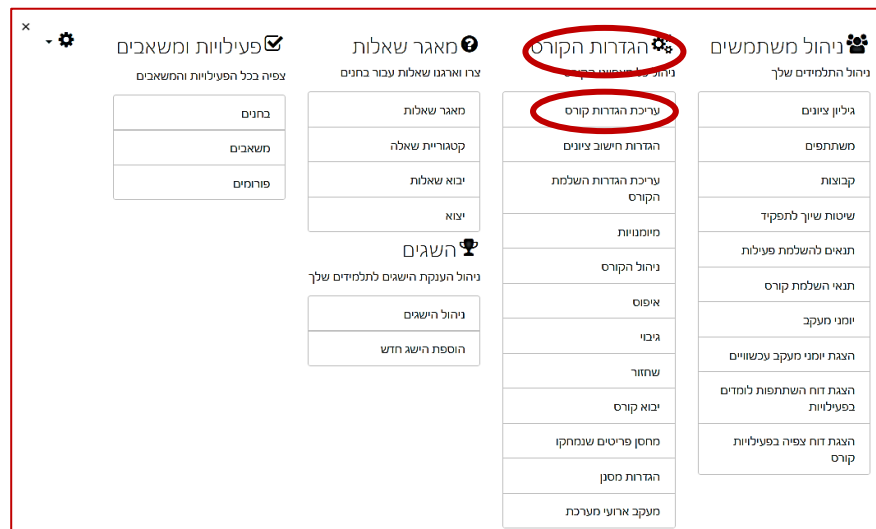 ניהול משתמשים
ניהול התלמידים שלך
גיליון ציונים
משתתפים
קבוצות
שיטות שיוך לתפקיד
תנאים להשלמת פעילות
תנאי השלמת קורס
יומני מעקב
הצגת יומני מעקב עכשוויים
הצגת דוח השתתפות לומדים
בפעילויות
הצגת דוח צפיה בפעילויות
קורס
הגדרות הקורס
ניהול כל
הקורס
עריכת הגדרות קורס
הגדרות חישוב ציונים
עריכת הגדרות השלמת
הקורס
מיומנויות
ניהול הקורס
איפוס
גיבוי
שחזור
יבוא קורס
מחסן פריטים שנמחקו
הגדרות מסנן
מעקב ארועי מערכת
מאגר שאלות
צרו וארגנו שאלות עבור בחנים
מאגר שאלות
קטגוריית שאלה
יבוא שאלות
יצוא
השגים
ניהול הענקת הישגים לתלמידים שלך
ניהול הישגים
הוספת הישג חדש
פעילויות ומשאבים
צפיה בכל הפעילויות והמשאבים
בחנים
משאבים
פורומים